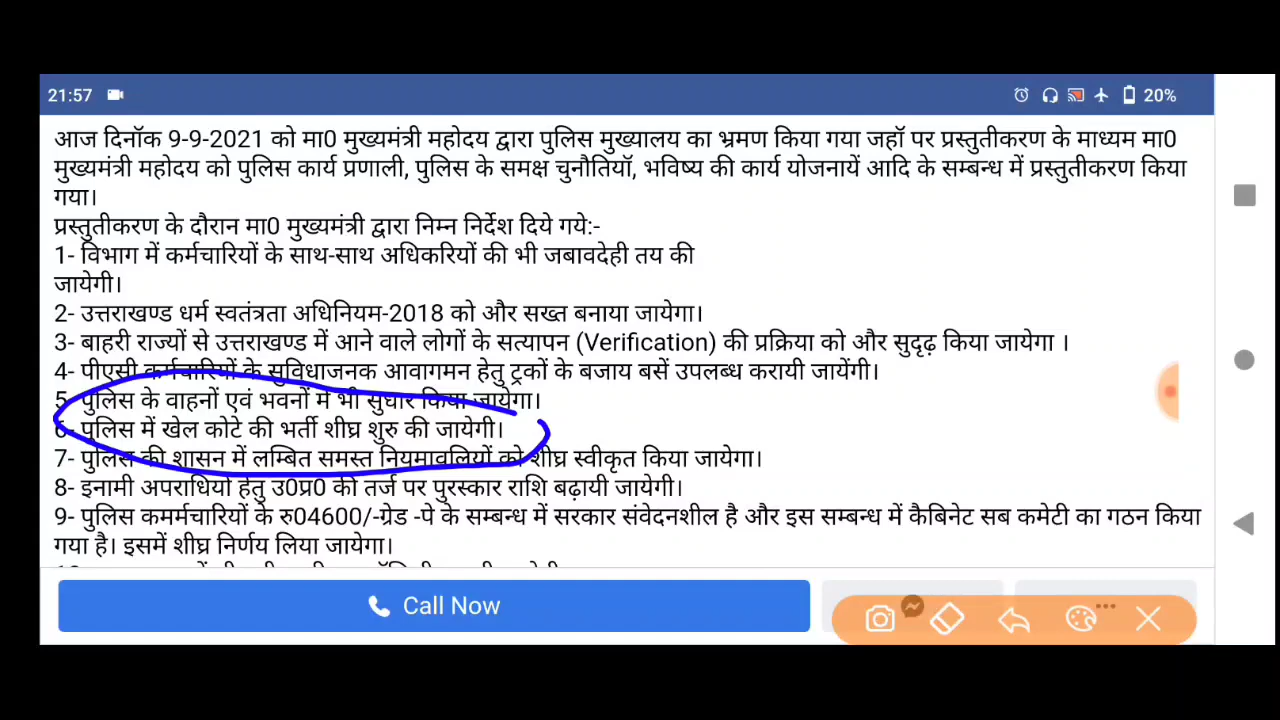 21:57
20%
आज दिनॉक 9-9-2021 को मा0 मुख्यमंत्री महोदय द्वारा पुलिस मुख्यालय का भ्रमण किया गया जहॉ पर प्रस्तुतीकरण के माध्यम मा0
मुख्यमंत्री महोदय को पुलिस कार्य प्रणाली, पुलिस के समक्ष चुनौतियॉ, भविष्य की कार्य योजनायें आदि के सम्बन्ध में प्रस्तुतीकरण किया
गया।
प्रस्तुतीकरण के दौरान मा0 मुख्यमंत्री द्वारा निम्न निर्देश दिये गये:-
1- विभाग में कर्मचारियों के साथ-साथ अधिकरियों की भी जबावदेही तय की
जायेगी।
2- उत्तराखण्ड धर्म स्वतंत्रता अधिनियम-2018 को और सख्त बनाया जायेगा।
3- बाहरी राज्यों से उत्तराखण्ड में आने वाले लोगों के सत्यापन (Verification) की प्रक्रिया को और सुदृढ़ किया जायेगा ।
4- पीएसी कर्मचारियों के सुविधाजनक आवागमन हेतु ट्रकों के बजाय बसें उपलब्ध करायी जायेंगी।
5- पुलिस के वाहनों एवं भवनों में भी सुधार किया जायेगा।
6- पुलिस में खेल कोटे की भर्ती शीघ्र शुरु की जायेगी।
7- पुलिस की शासन में लम्बित समस्त नियमावलियों को शीघ्र स्वीकृत किया जायेगा।
8- इनामी अपराधियों हेतु उ0प्र0 की तर्ज पर पुरस्कार राशि बढ़ायी जायेगी।
9- पुलिस कमर्मचारियों के रु04600/-ग्रेड -पे के सम्बन्ध में सरकार संवेदनशील है और इस सम्बन्ध में कैबिनेट सब कमेटी का गठन किया
गया है। इसमें शीघ्र निर्णय लिया जायेगा।
Call Now